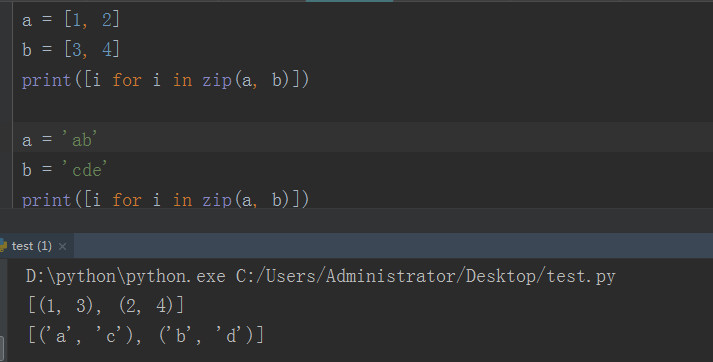 a = [1, 2]
b = [3, 4]
print([i for i in zip(a, b)])
a = 'ab'
b = 'cde'
print([i for i in zip(a, b)])
test (1) ×
D:\python\python.exe C:/Users/Administrator/Desktop/test.py
[(1, 3), (2, 4)]
[('a', 'c'), ('b', 'd')]